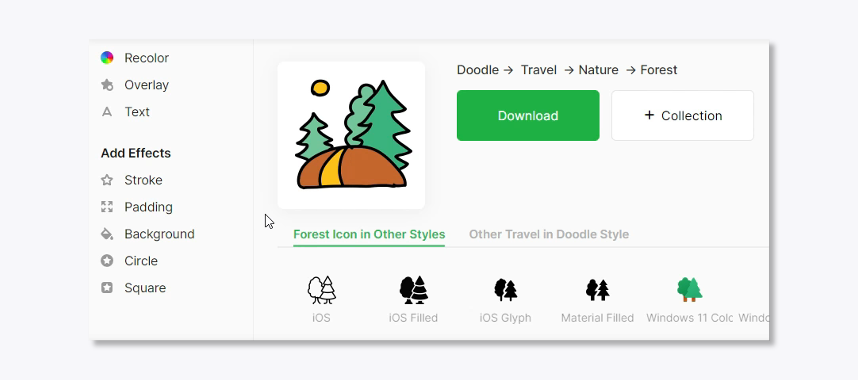 Recolor
Overlay
Text
Add Effects
Stroke
Padding
Background
Circle
Square
Doodle → Travel → Nature → Forest
Download
+ Collection
Forest Icon in Other Styles
Other Travel in Doodle Style
iOS
iOS Filled
iOS Glyph
Material Filled
Windows 11 Colo
Windo